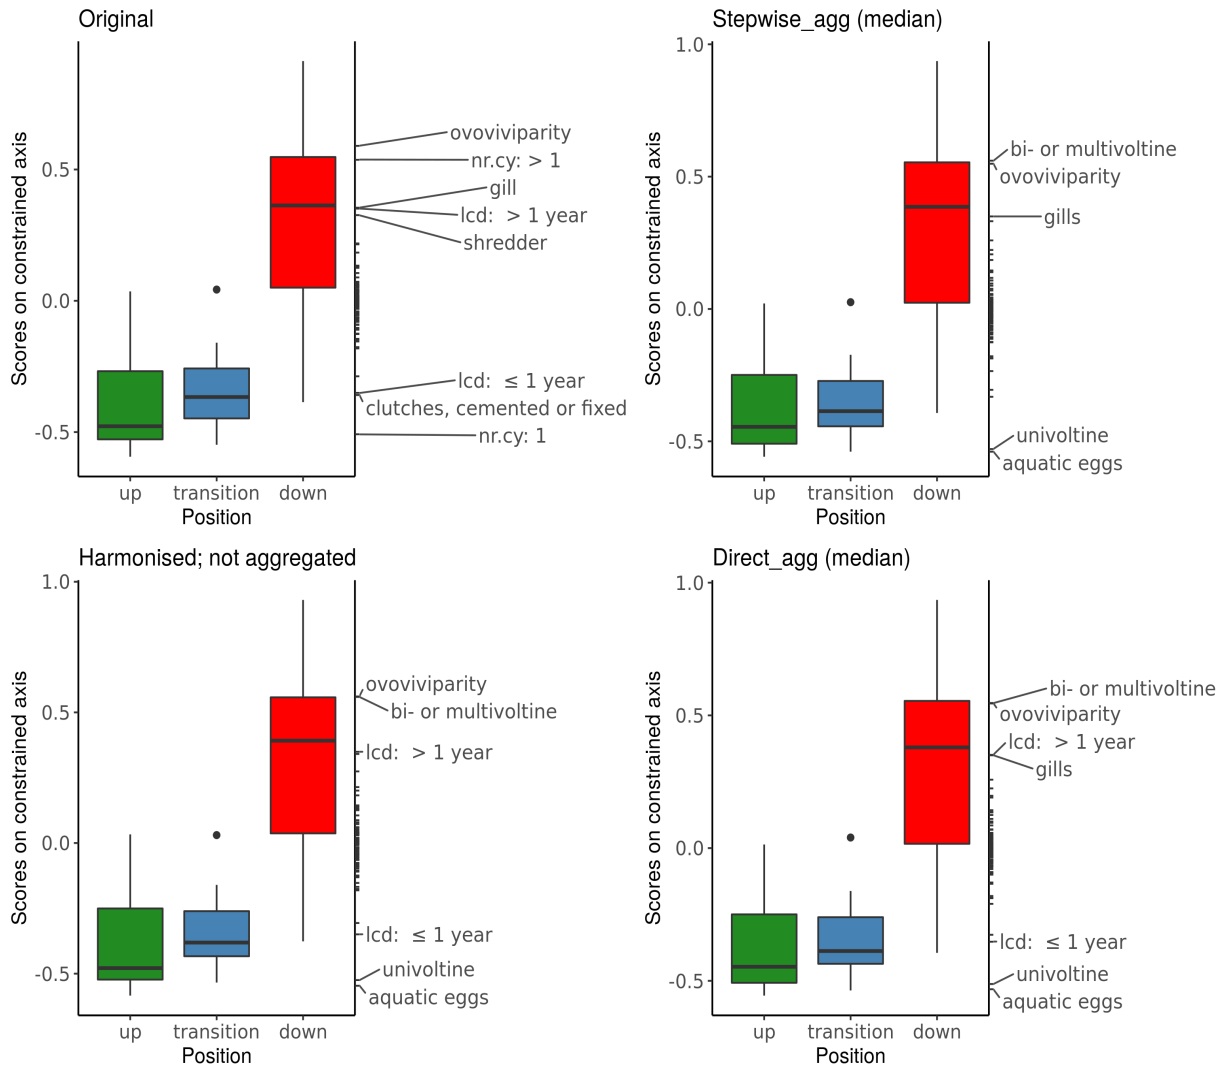 Original
Scores on constrained axis
0.5
0.0
-0.5
ovoviviparity
nr.cy: > 1
gill
lcd:  > 1 year
shredder
lcd:  ≤ 1 year
clutches, cemented or fixed
nr.cy: 1
up transition down
Position
Stepwise_agg (median)
Scores on constrained axis
1.0
0.5
0.0
-0.5
bi- or multivoltine
ovoviviparity
gills
univoltine
aquatic eggs
up transition down
Position
Harmonised; not aggregated
Scores on constrained axis
1.0
0.5
0.0
-0.5
ovoviviparity
bi- or multivoltine
lcd:  > 1 year
lcd:  ≤ 1 year
univoltine
aquatic eggs
up transition down
Position
Direct_agg (median)
Scores on constrained axis
1.0
0.5
0.0
-0.5
bi- or multivoltine
ovoviviparity
lcd:  > 1 year
gills
lcd:  ≤ 1 year
univoltine
aquatic eggs
up transition down
Position